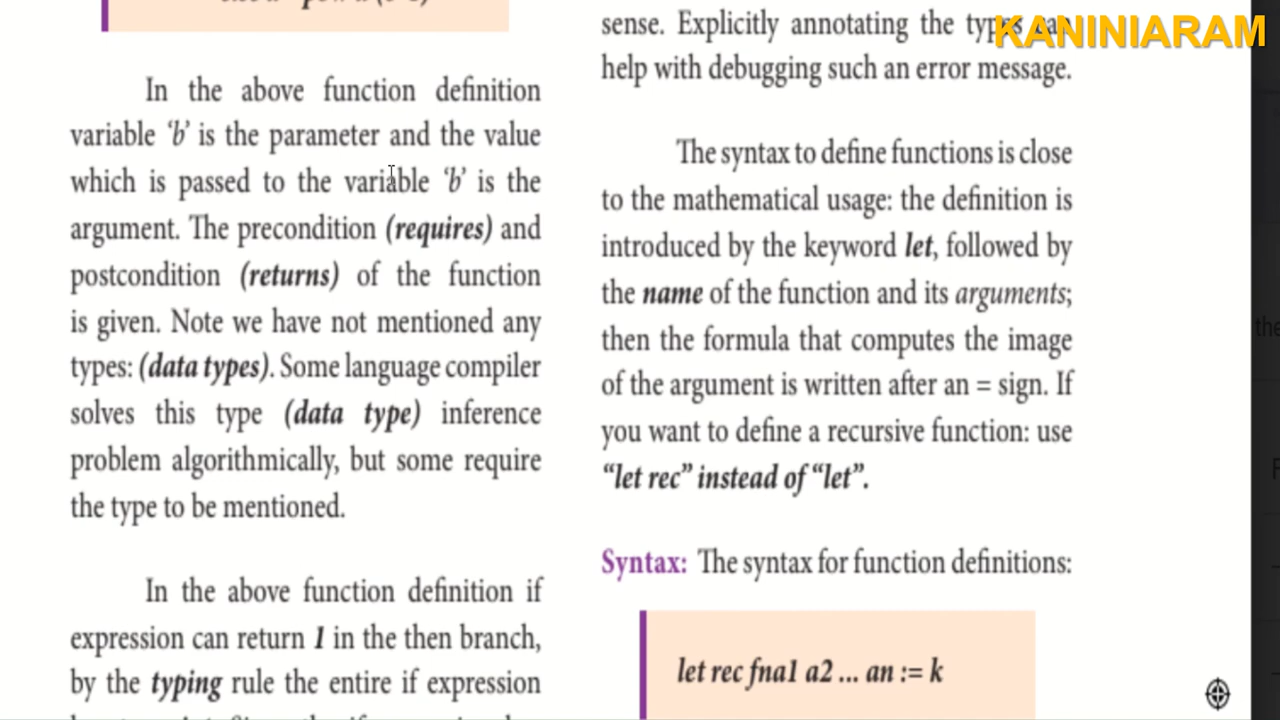 In the above function definition
variable ‘b’ is the parameter and the value
which is passed to the variable ‘b’ is the
argument. The precondition (requires) and
postcondition (returns) of the function
is given. Note we have not mentioned any
types: (data types). Some language compiler
solves this type (data type) inference
problem algorithmically, but some require
the type to be mentioned.
In the above function definition if
expression can return 1 in the then branch,
by the typing rule the entire if expression
sense. Explicitly annotating the types can
help with debugging such an error message.
The syntax to define functions is close
to the mathematical usage: the definition is
introduced by the keyword let, followed by
the name of the function and its arguments;
then the formula that computes the image
of the argument is written after an = sign. If
you want to define a recursive function: use
“let rec” instead of “let”.
Syntax: The syntax for function definitions:
let rec fna1 a2 ... an := k
KANINIARAM